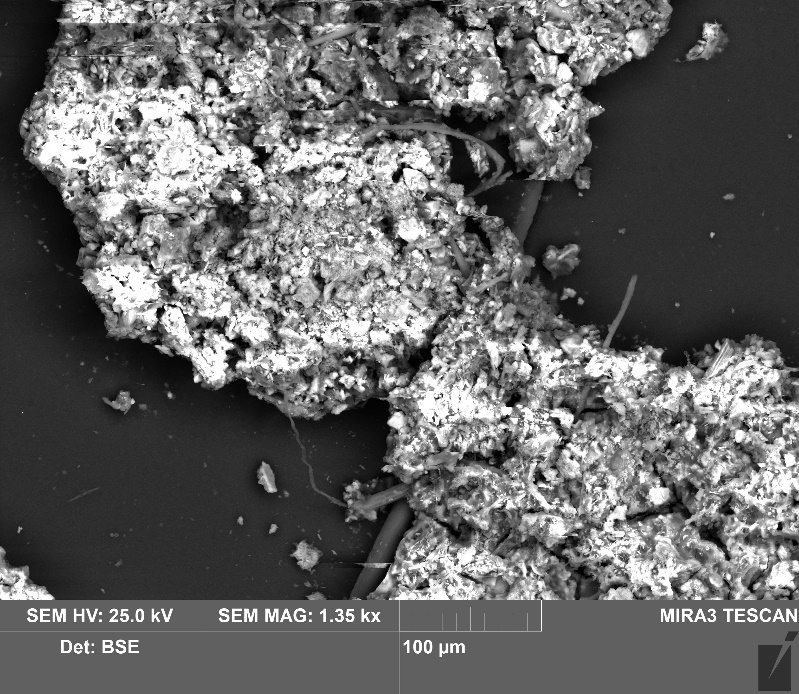 SEM HV: 25.0 kV SEM MAG: 1.35 kx MIRA3 TESCAN
Det: BSE 100 µm